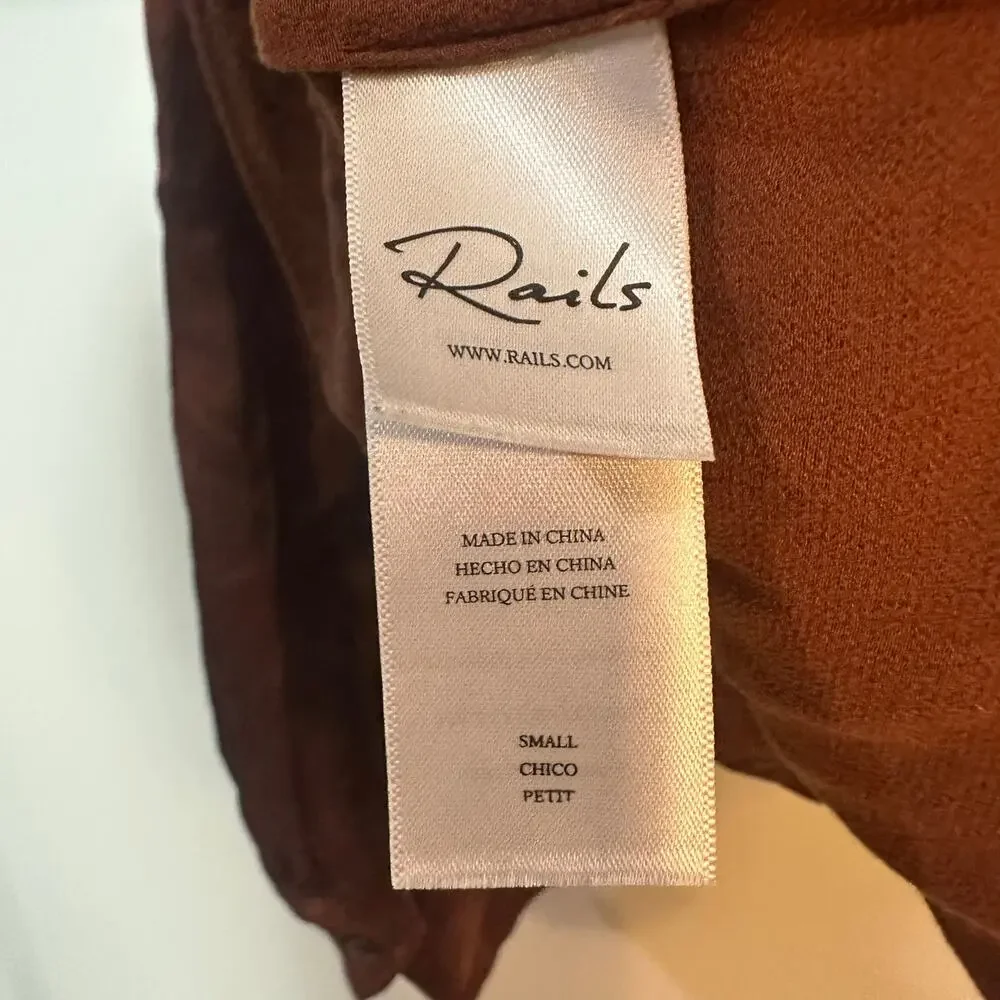 Rails
WWW.RAILS.COM
MADE IN CHINA
HECHO EN CHINA
FABRIQUÉ EN CHINE
SMALL
CHICO
PETIT